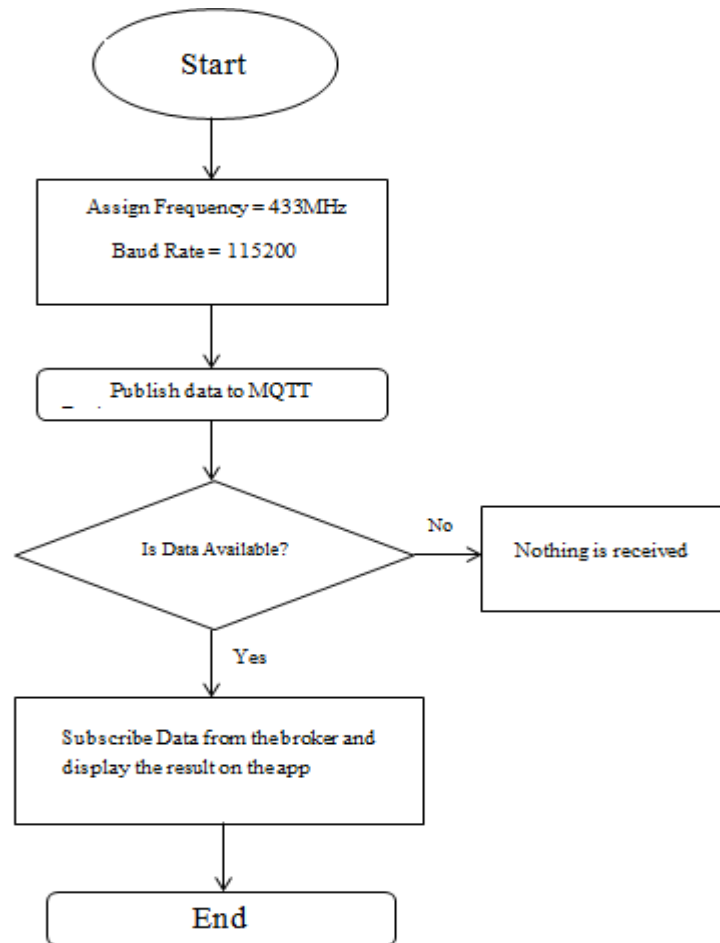 Start
Assign Frequency = 433MHz
Baud Rate = 115200
Publish data to MQTT
Is Data Available?
No
Nothing is received
Yes
Subscribe Data from the broker and
display the result on the app
End